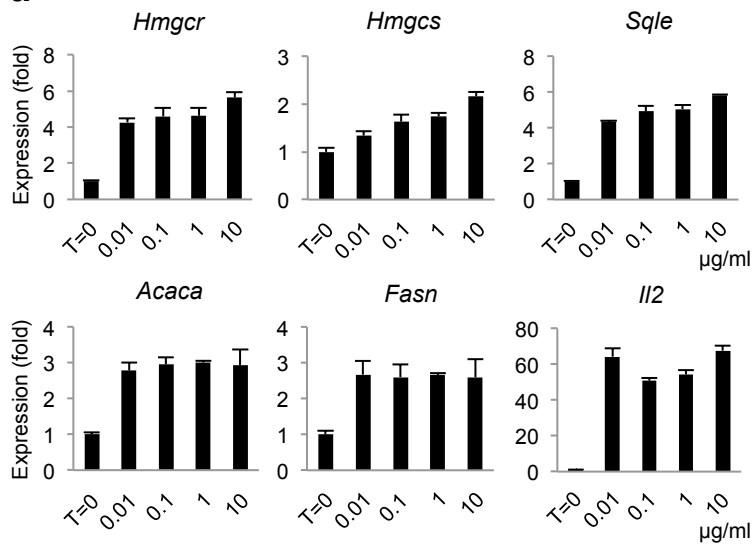 Hmgcr Hmgcs Sqle
Expression (fold)
8 3 8
6 2 6
4 1 4
2 0 2
0 0
T=0 0.01 0.1 1 10 T=0 0.01 0.1 1 10 T=0 0.01 0.1 1 10
µg/ml
Acaca Fasn Il2
Expression (fold)
4 4 80
3 3 60
2 2 40
1 1 20
0 0 0
T=0 0.01 0.1 1 10 T=0 0.01 0.1 1 10 T=0 0.01 0.1 1 10
µg/ml